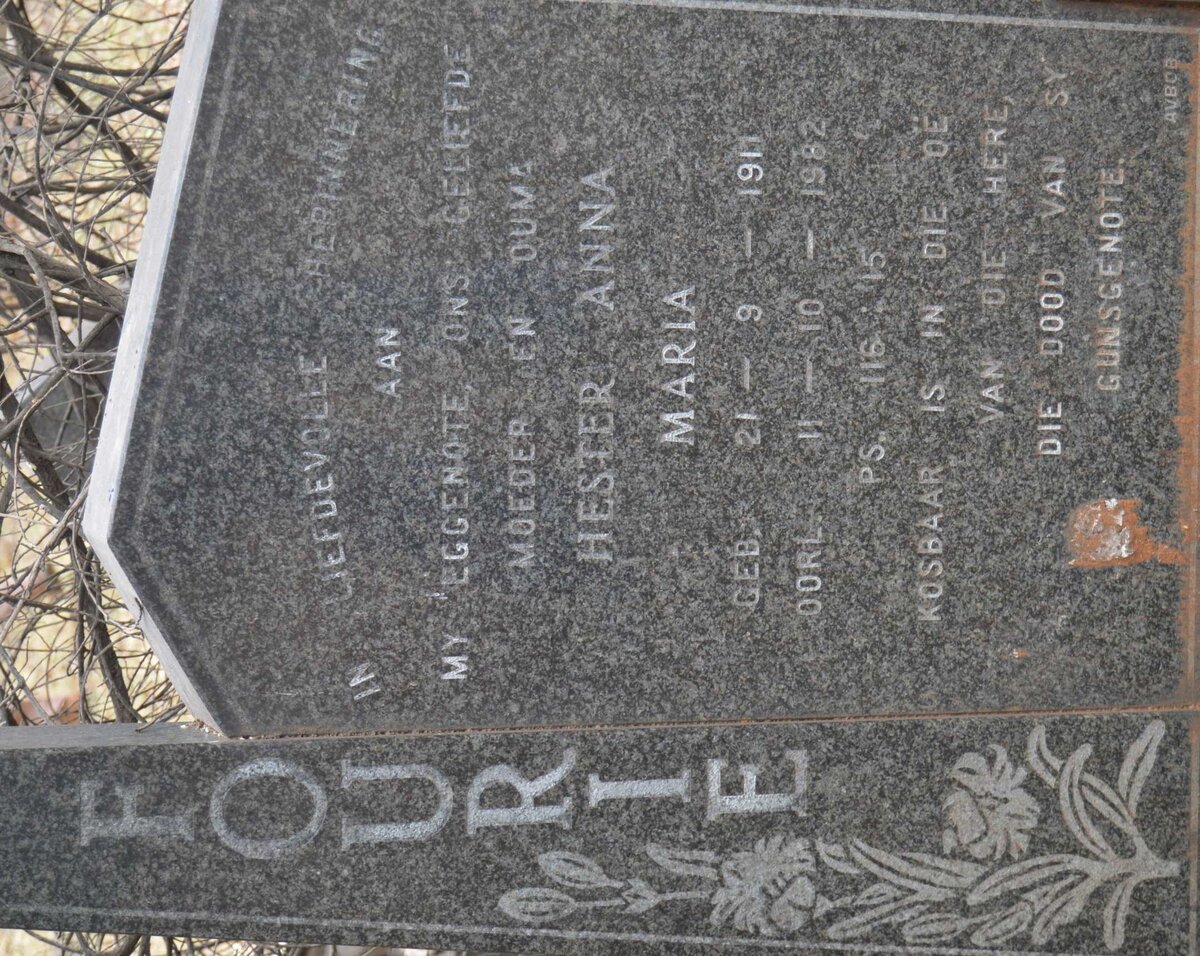 FOURIE
IN LIEFDEVOLLE HERINNERING
AAN
MY EGGENOTE, ONS GELIEFDE
MOEDER EN OUMA
HESTER ANNA
MARIA
GEB. 21 — 9 — 1911
OORL. 11 — 10 — 1982
PS. 116 : 15
KOSBAAR IS IN DIE OË
VAN DIE HERE,
DIE DOOD VAN SY
GUNSGENOTE.
AVBOB